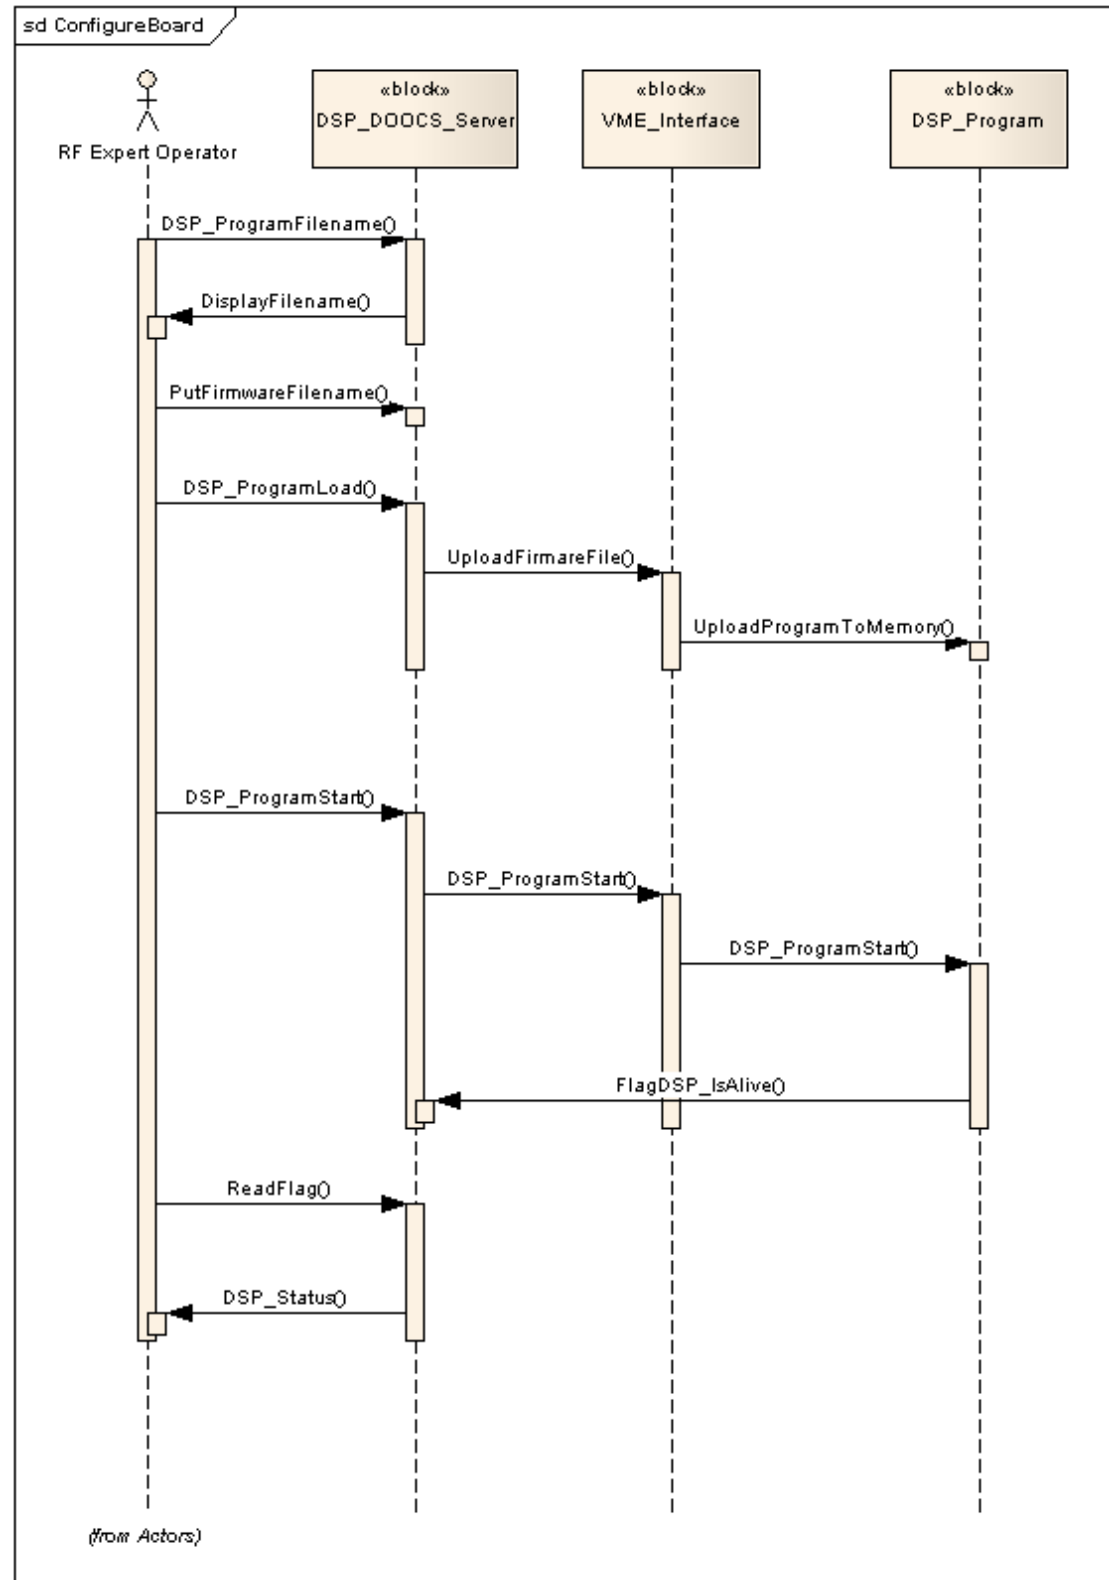 sd ConfigureBoard
«block»
DSP_DOOCS_Server
«block»
VME_Interface
«block»
DSP_Program
RF Expert Operator
DSP_ProgramFilename()
DisplayFilename()
PutFirmwareFilename()
DSP_ProgramLoad()
UploadFirmareFile()
UploadProgramToMemory()
DSP_ProgramStart()
DSP_ProgramStart()
DSP_ProgramStart()
FlagDSP_IsAlive()
ReadFlag()
DSP_Status()
(from Actors)